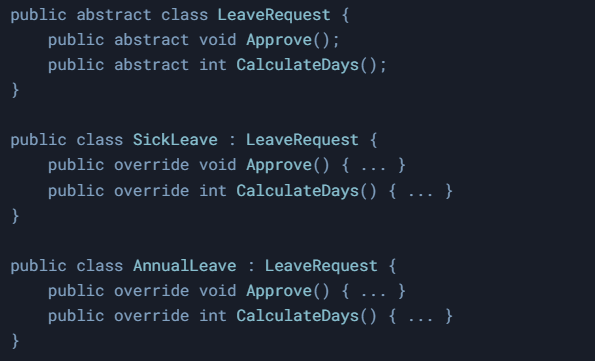 public abstract class LeaveRequest {
    public abstract void Approve();
    public abstract int CalculateDays();
}

public class SickLeave : LeaveRequest {
    public override void Approve() { ... }
    public override int CalculateDays() { ... }
}

public class AnnualLeave : LeaveRequest {
    public override void Approve() { ... }
    public override int CalculateDays() { ... }
}